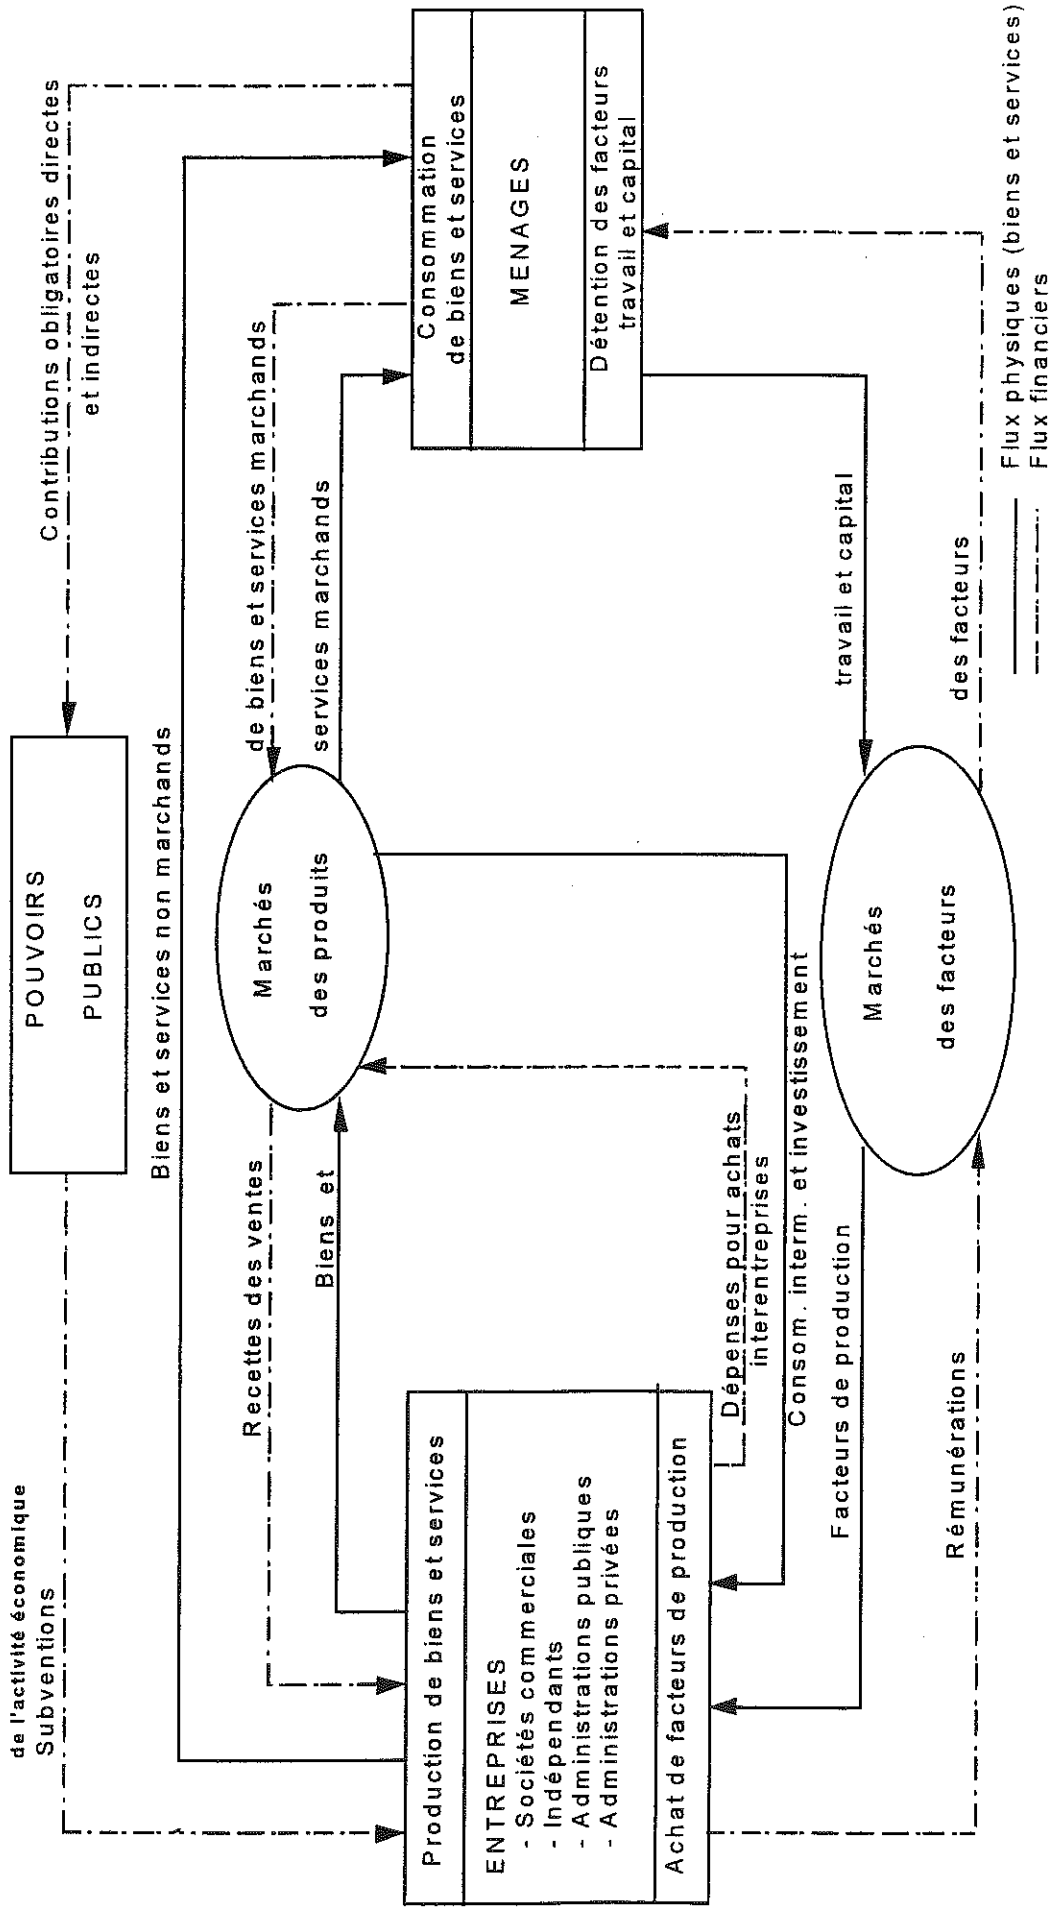 de l'activité économique
Subventions
POUVOIRS
PUBLICS
Contributions obligatoires directes
et indirectes
Biens et services non marchands
Recettes des ventes
de biens et services marchands
Biens et
services marchands
Marchés
des produits
Production de biens et services
ENTREPRISES
- Sociétés commerciales
- Indépendants
- Administrations publiques
- Administrations privées
Achat de facteurs de production
Consommation
de biens et services
MENAGES
Détention des facteurs
travail et capital
Dépenses pour achats
interentreprises
Consom. interm. et investissement
Facteurs de production
travail et capital
Marchés
des facteurs
Rémunérations
des facteurs
Flux physiques (biens et services)
Flux financiers